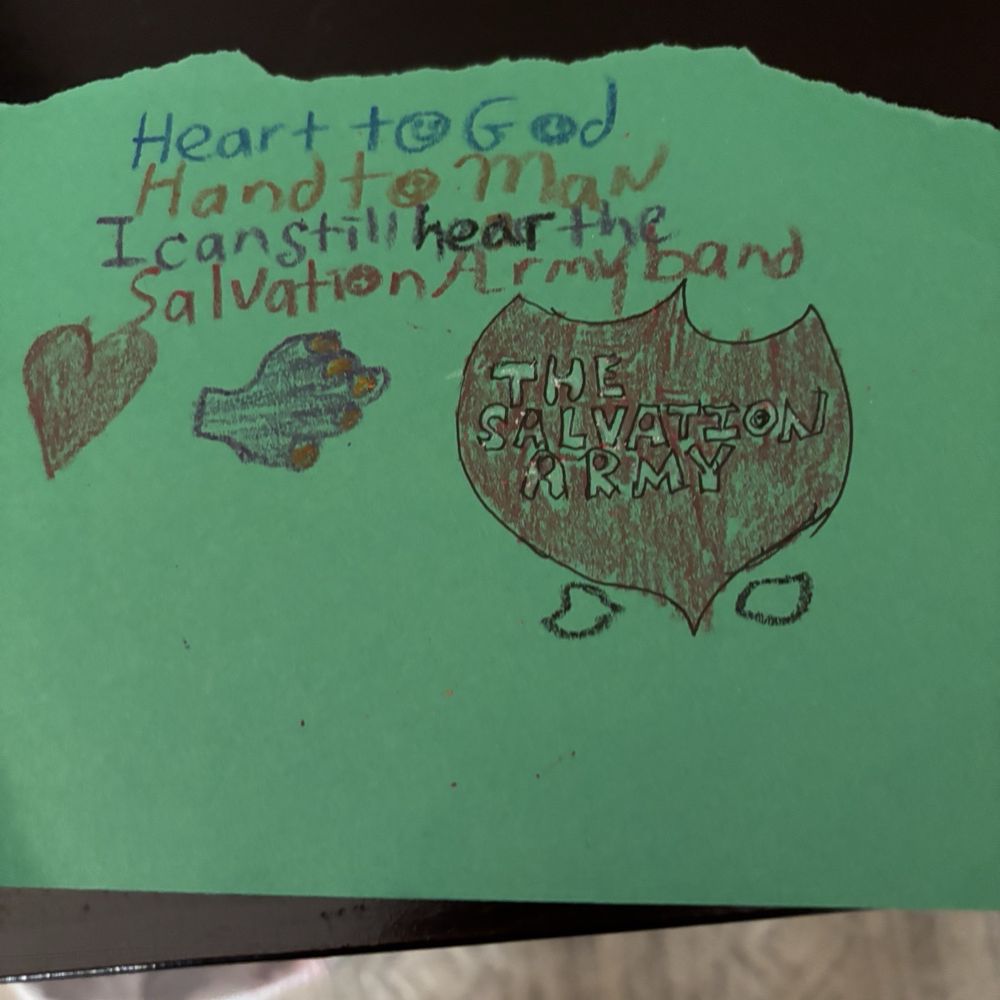 Heart to God
Hand to Man
I can still hear the
Salvation Army band
THE
SALVATION
ARMY